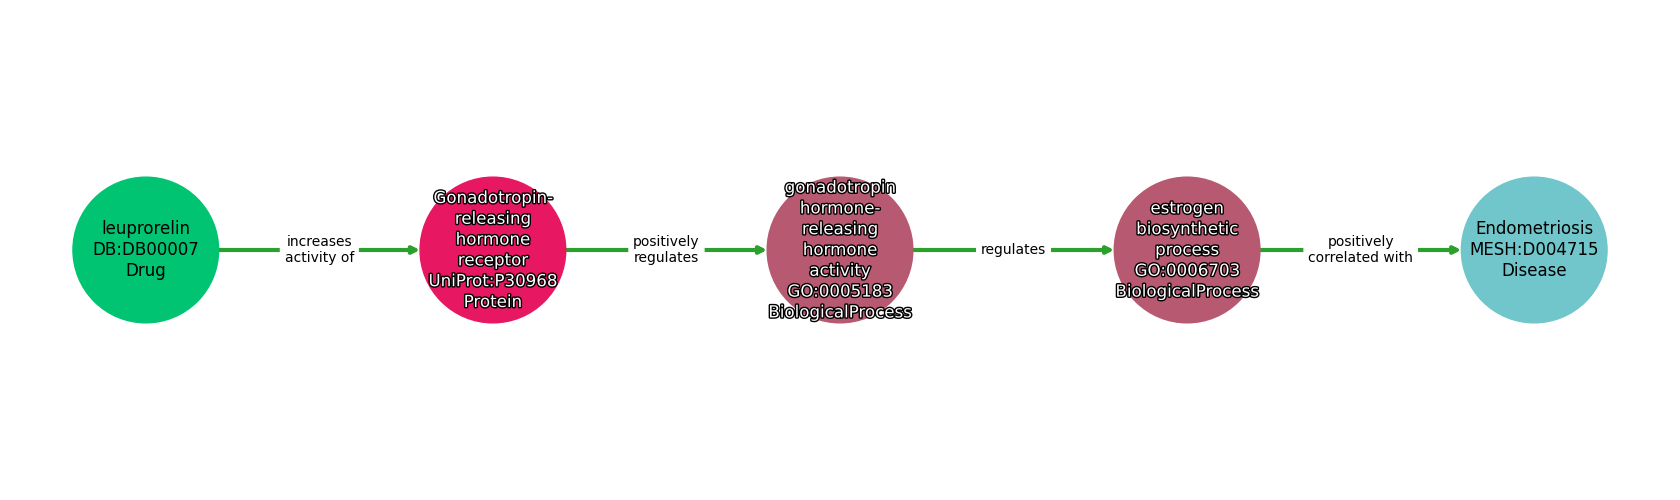 leuprorelin
DB:DB00007
Drug
increases
activity of
Gonadotropin-
releasing
hormone
receptor
UniProt:P30968
Protein
positively
regulates
gonadotropin
hormone-
releasing
hormone
activity
GO:0005183
BiologicalProcess
regulates
estrogen
biosynthetic
process
GO:0006703
BiologicalProcess
positively
correlated with
Endometriosis
MESH:D004715
Disease